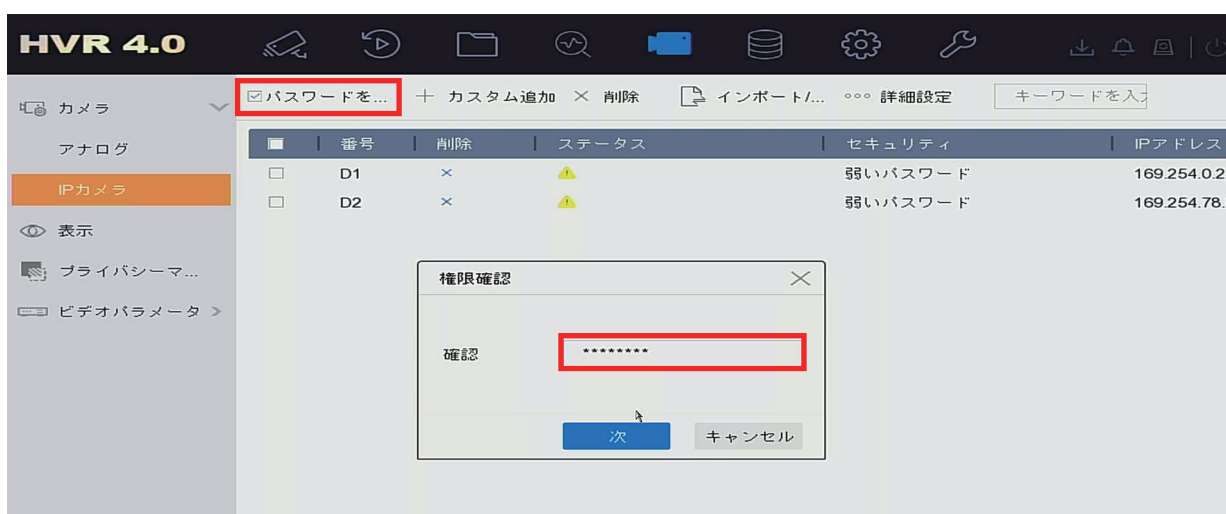 HVR 4.0
カメラ
アナログ
IPカメラ
表示
プライバシーマ...
ビデオパラメータ
パスワードを... カスタム追加 削除 インポート/... 詳細設定 キーワードを入
番号 削除 ステータス セキュリティ IPアドレス
D1 弱いパスワード 169.254.0.2
D2 弱いパスワード 169.254.78.
権限確認
確認 ********
次 キャンセル